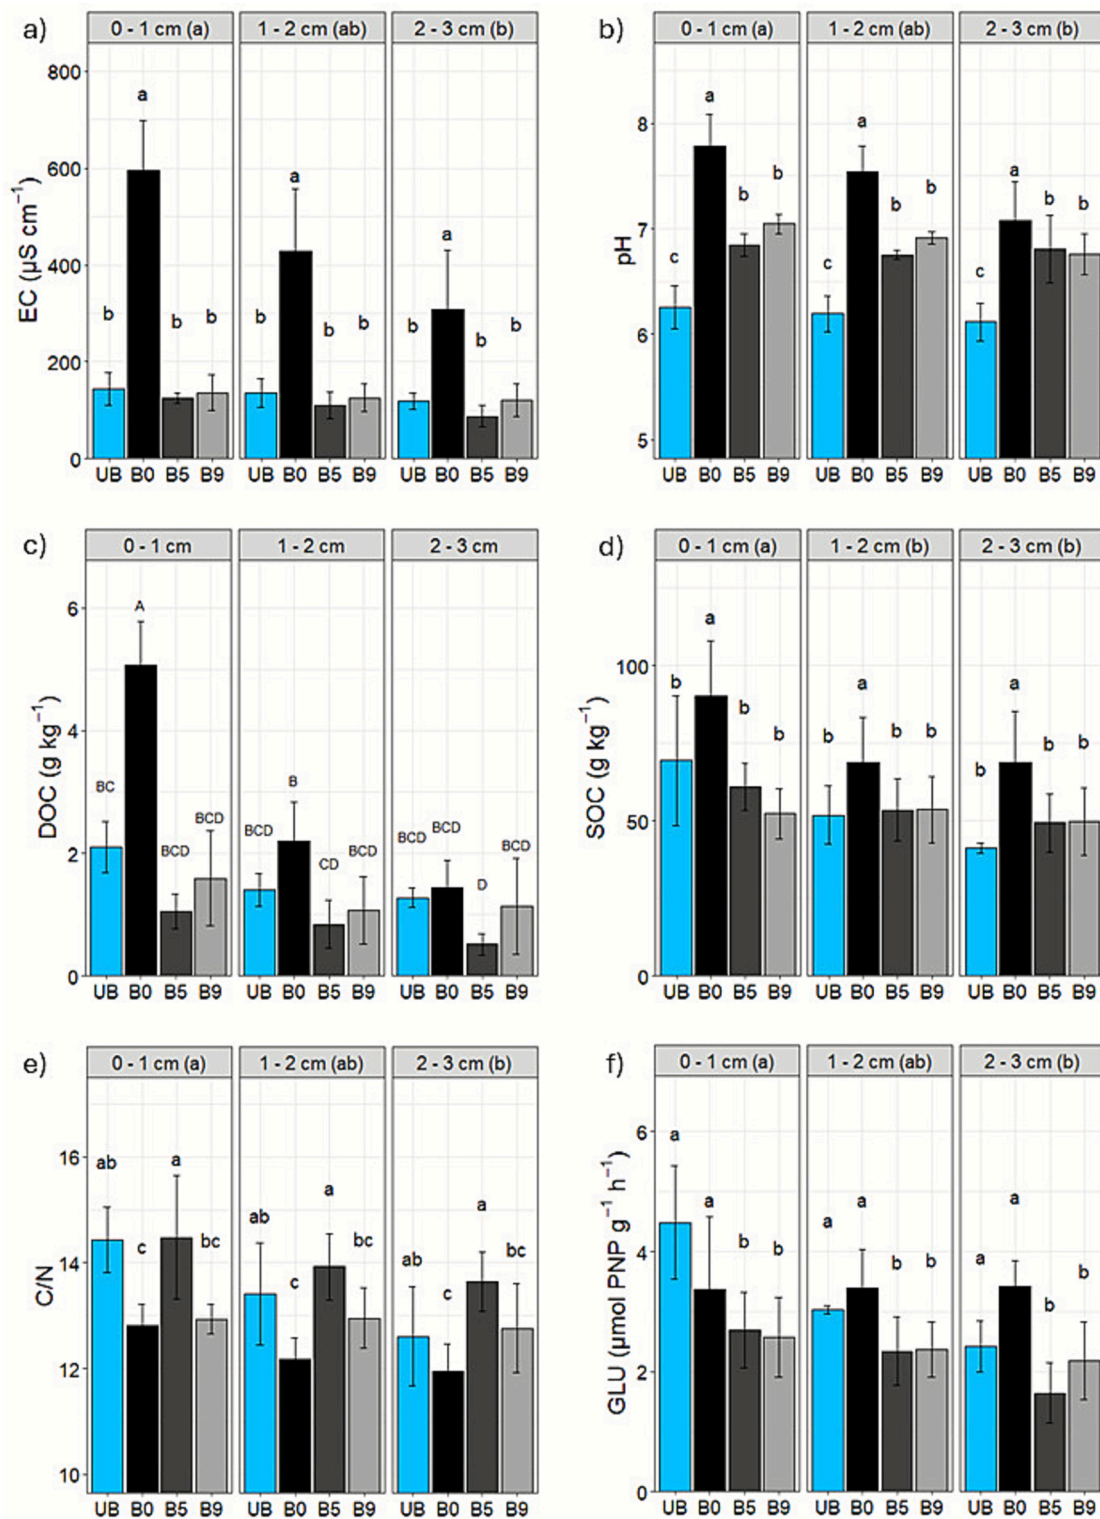 a)
0 - 1 cm (a) 1 - 2 cm (ab) 2 - 3 cm (b)
EC (µS cm⁻¹)
800
600
400
200
0
a
b b b
a
b b b
a
b b b
UB B0 B5 B9 UB B0 B5 B9 UB B0 B5 B9
b)
0 - 1 cm (a) 1 - 2 cm (ab) 2 - 3 cm (b)
pH
8
7
6
5
c a b b
c a b b
c a b b
UB B0 B5 B9 UB B0 B5 B9 UB B0 B5 B9
c)
0 - 1 cm 1 - 2 cm 2 - 3 cm
DOC (g kg⁻¹)
6
4
2
0
BC A BCD BCD
BCD B CD BCD
BCD BCD D BCD
UB B0 B5 B9 UB B0 B5 B9 UB B0 B5 B9
d)
0 - 1 cm (a) 1 - 2 cm (b) 2 - 3 cm (b)
SOC (g kg⁻¹)
100
50
0
b a b b
b a b b
b a b b
UB B0 B5 B9 UB B0 B5 B9 UB B0 B5 B9
e)
0 - 1 cm (a) 1 - 2 cm (ab) 2 - 3 cm (b)
C/N
16
14
12
10
ab c a bc
ab c a bc
ab c a bc
UB B0 B5 B9 UB B0 B5 B9 UB B0 B5 B9
f)
0 - 1 cm (a) 1 - 2 cm (ab) 2 - 3 cm (b)
GLU (µmol PNP g⁻¹ h⁻¹)
6
4
2
0
a a b b
a a b b
a a b b
UB B0 B5 B9 UB B0 B5 B9 UB B0 B5 B9